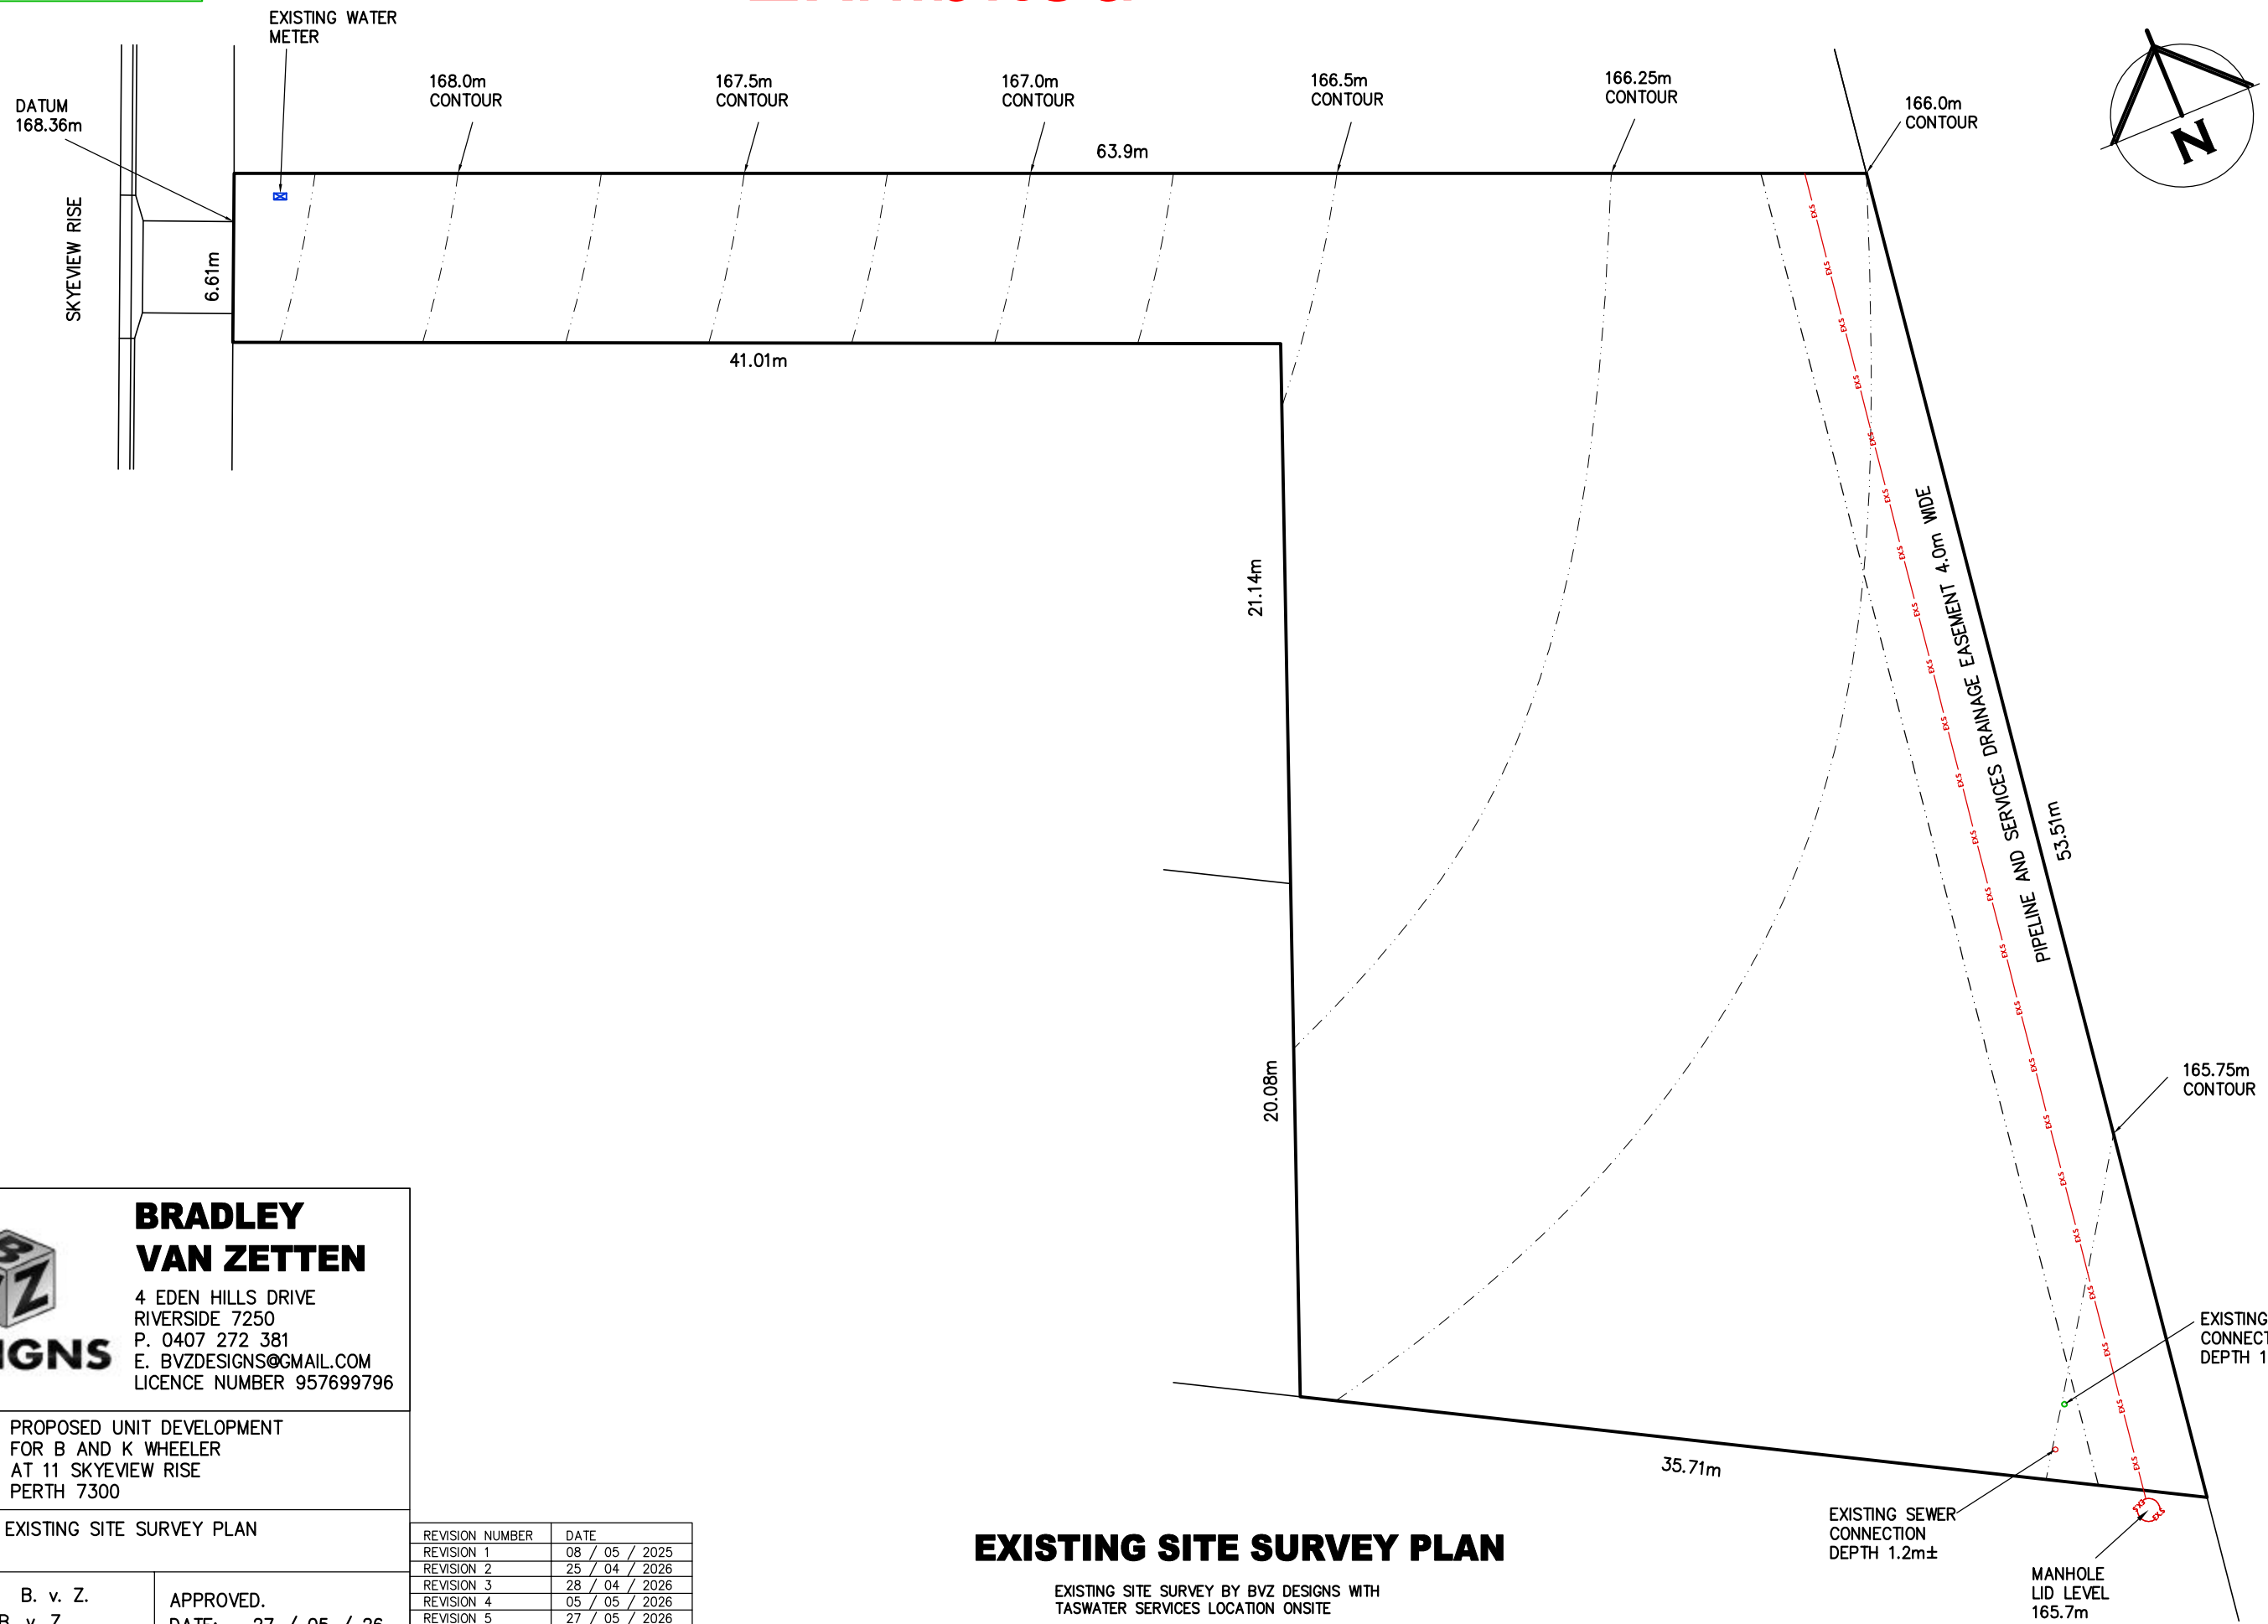 EXISTING WATER
METER
DATUM
168.36m
168.0m
CONTOUR
167.5m
CONTOUR
167.0m
CONTOUR
166.5m
CONTOUR
166.25m
CONTOUR
166.0m
CONTOUR
N
63.9m
SKYEVIEW RISE
6.61m
41.01m
21.14m
20.08m
PIPELINE AND SERVICES DRAINAGE EASEMENT 4.0m WIDE
53.51m
165.75m
CONTOUR
EXISTING
DEPTH 1
35.71m
EXISTING SEWER
CONNECTION
DEPTH 1.2m±
MANHOLE
LID LEVEL
165.7m
BRADLEY
VAN ZETTEN
4 EDEN HILLS DRIVE
RIVERSIDE 7250
P. 0407 272 381
E. BVZDESIGNS@GMAIL.COM
LICENCE NUMBER 957699796
PROPOSED UNIT DEVELOPMENT
FOR B AND K WHEELER
AT 11 SKYEVIEW RISE
PERTH 7300
EXISTING SITE SURVEY PLAN
B. v. Z.
B. v. Z.
APPROVED.
DATE: 27 / 05 / 26
REVISION NUMBER DATE
REVISION 1 08 / 05 / 2025
REVISION 2 25 / 04 / 2026
REVISION 3 28 / 04 / 2026
REVISION 4 05 / 05 / 2026
REVISION 5 27 / 05 / 2026
EXISTING SITE SURVEY PLAN
EXISTING SITE SURVEY BY BVZ DESIGNS WITH
TASWATER SERVICES LOCATION ONSITE